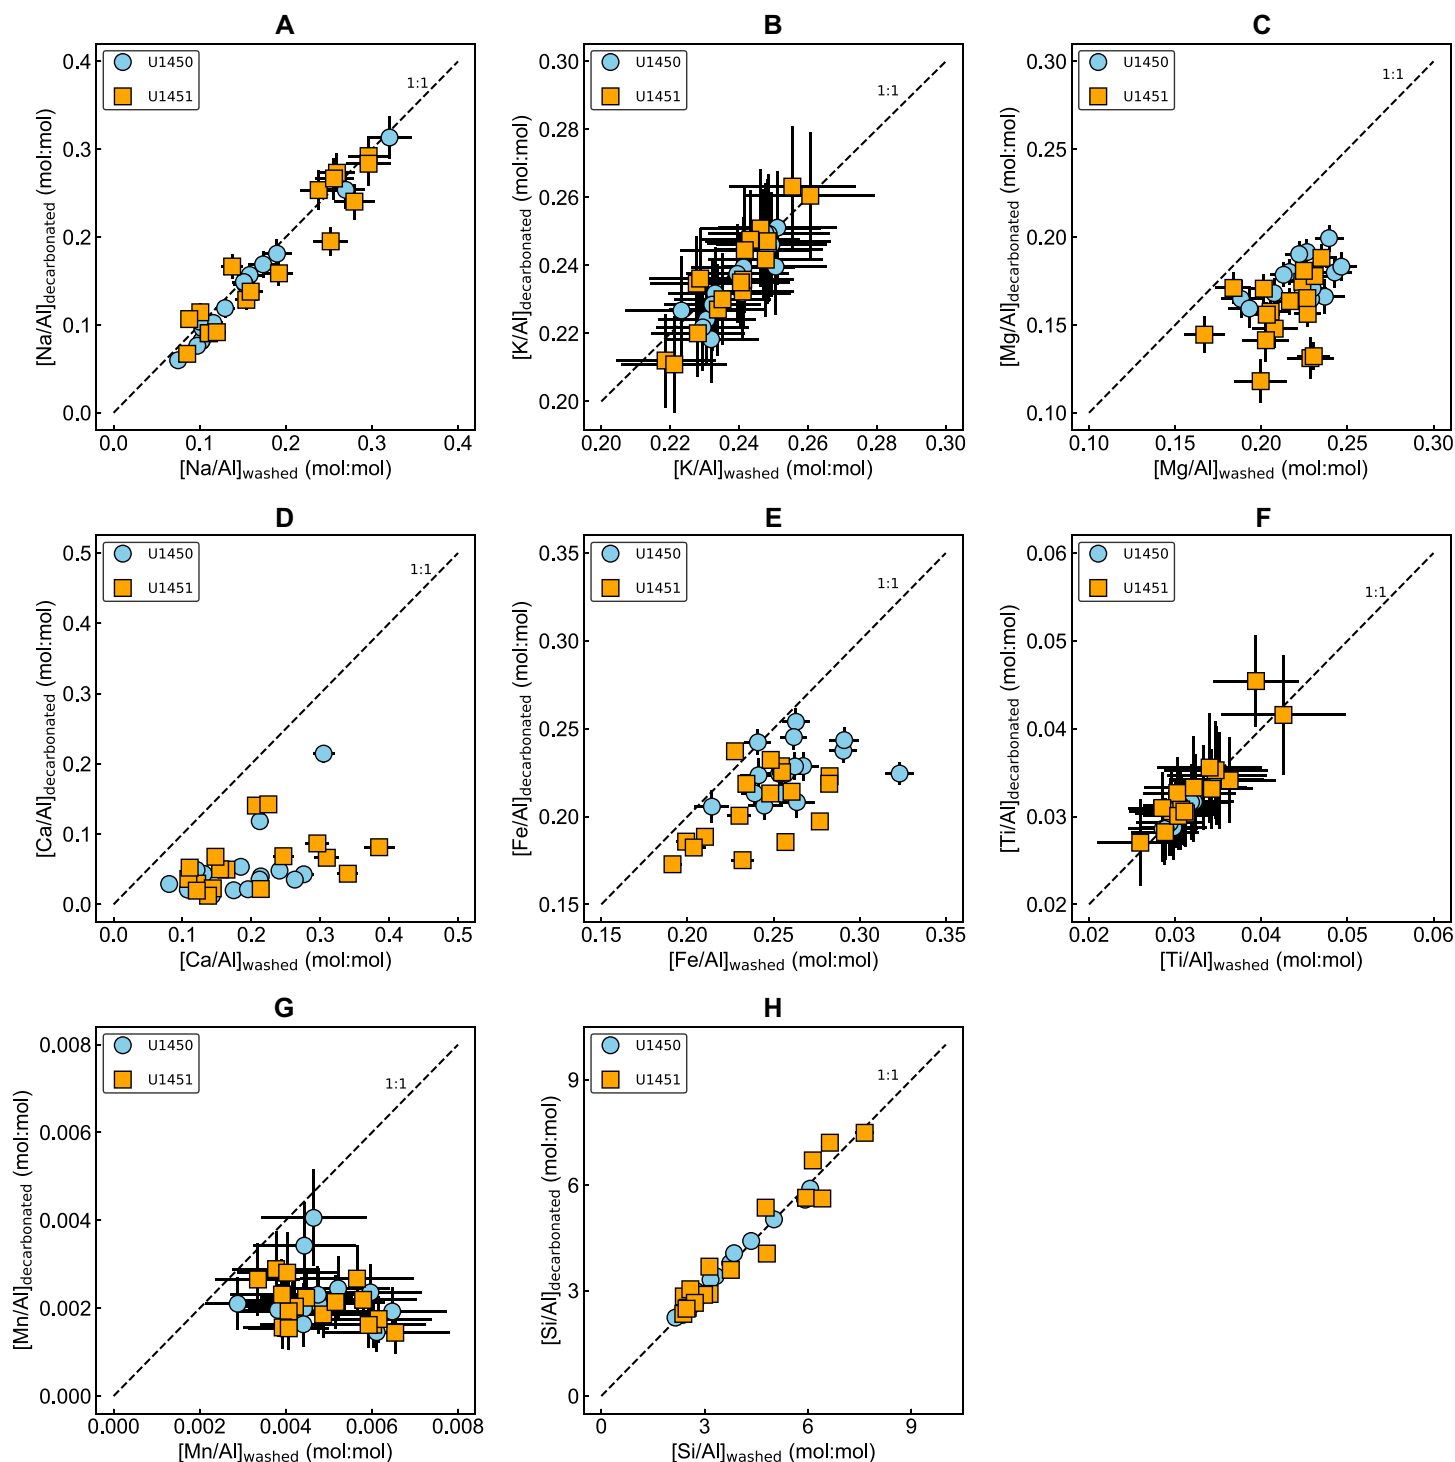 A
U1450
U1451
1:1
0.4
0.3
0.2
0.1
0.0
0.0
0.1
0.2
0.3
0.4
[Na/Al]decarbonated (mol:mol)
[Na/Al]washed (mol:mol)
B
U1450
U1451
1:1
0.30
0.28
0.26
0.24
0.22
0.20
0.20
0.22
0.24
0.26
0.28
0.30
[K/Al]decarbonated (mol:mol)
[K/Al]washed (mol:mol)
C
U1450
U1451
1:1
0.30
0.25
0.20
0.15
0.10
0.10
0.15
0.20
0.25
0.30
[Mg/Al]decarbonated (mol:mol)
[Mg/Al]washed (mol:mol)
D
U1450
U1451
1:1
0.5
0.4
0.3
0.2
0.1
0.0
0.0
0.1
0.2
0.3
0.4
0.5
[Ca/Al]decarbonated (mol:mol)
[Ca/Al]washed (mol:mol)
E
U1450
U1451
1:1
0.35
0.30
0.25
0.20
0.15
0.15
0.20
0.25
0.30
0.35
[Fe/Al]decarbonated (mol:mol)
[Fe/Al]washed (mol:mol)
F
U1450
U1451
1:1
0.06
0.05
0.04
0.03
0.02
0.02
0.03
0.04
0.05
0.06
[Ti/Al]decarbonated (mol:mol)
[Ti/Al]washed (mol:mol)
G
U1450
U1451
1:1
0.008
0.006
0.004
0.002
0.000
0.000
0.002
0.004
0.006
0.008
[Mn/Al]decarbonated (mol:mol)
[Mn/Al]washed (mol:mol)
H
U1450
U1451
1:1
9
6
3
0
0
3
6
9
[Si/Al]decarbonated (mol:mol)
[Si/Al]washed (mol:mol)